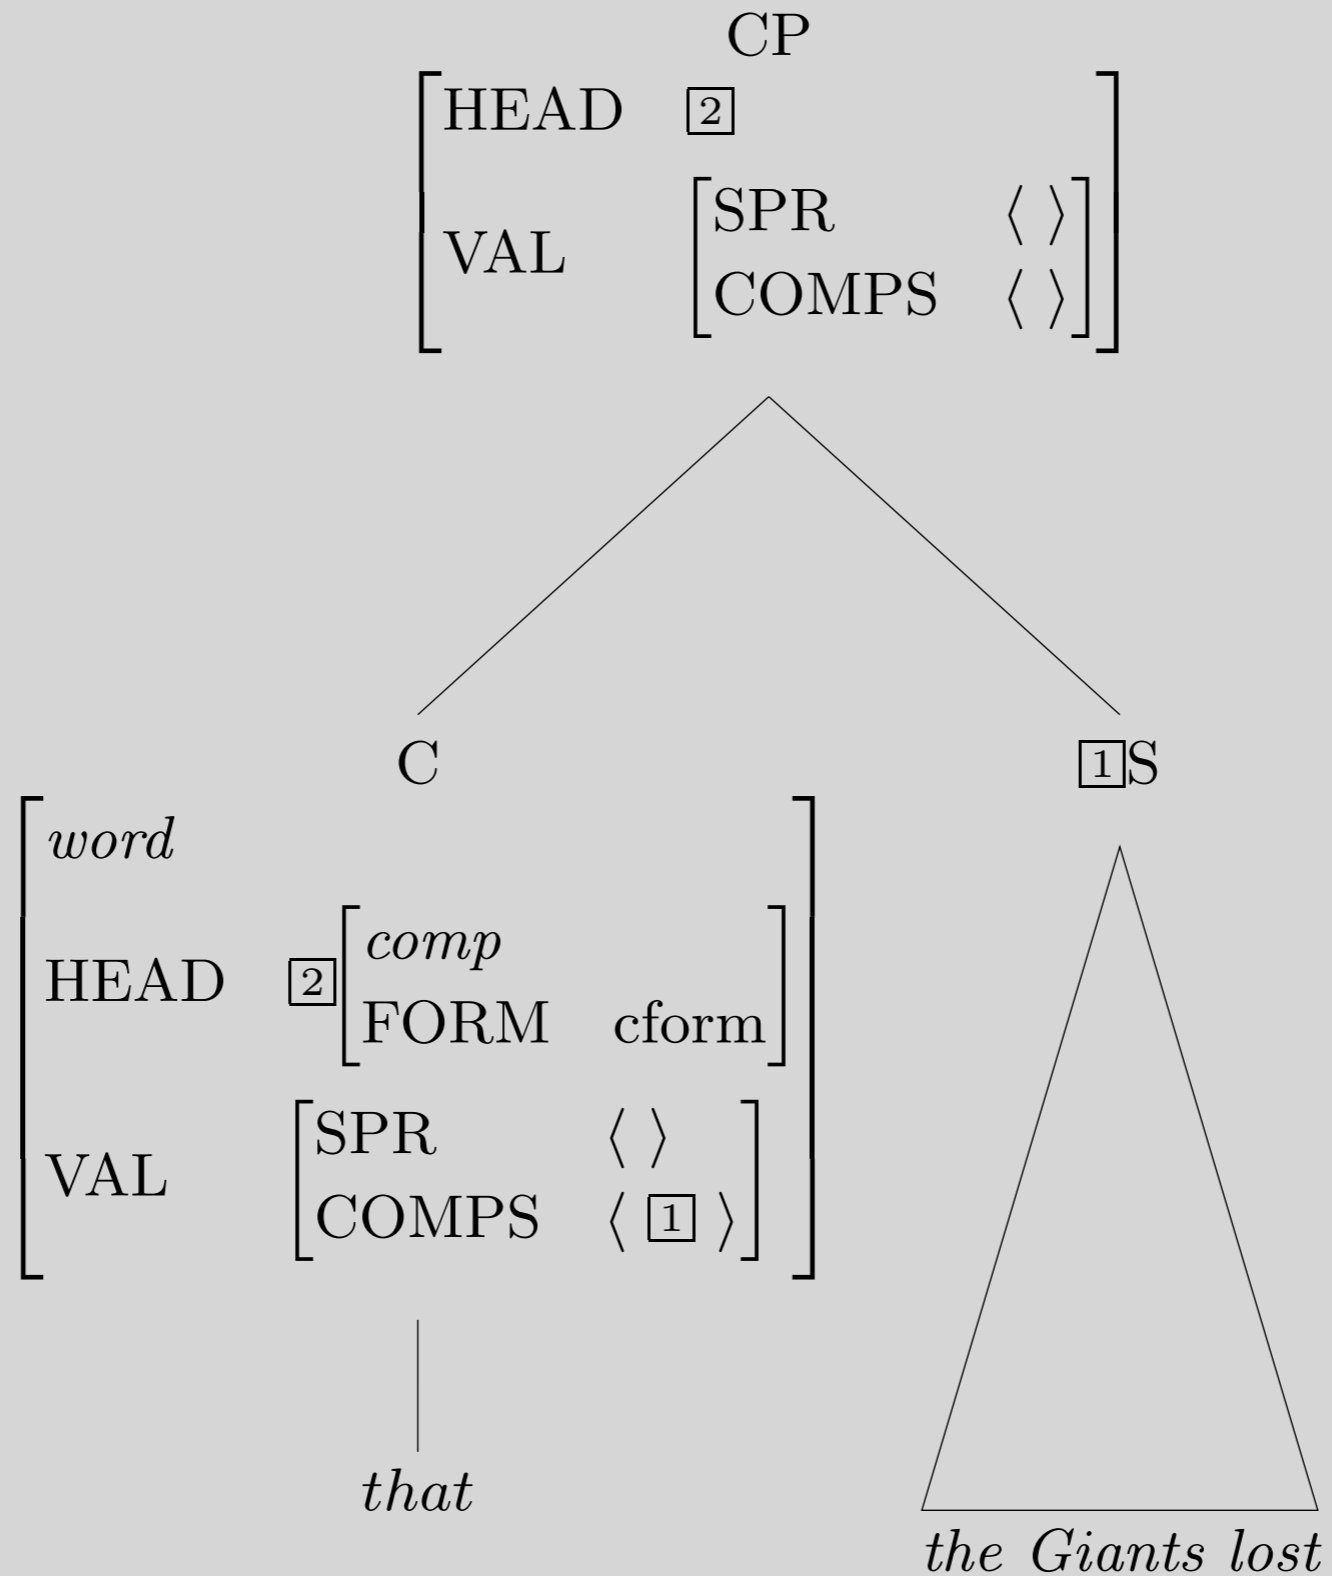 CP
HEAD 2
SPR ⟨ ⟩
VAL
COMPS ⟨ ⟩
C
1 S
word
comp
HEAD 2
FORM cform
SPR ⟨ ⟩
VAL
COMPS ⟨ 1 ⟩
that
the Giants lost